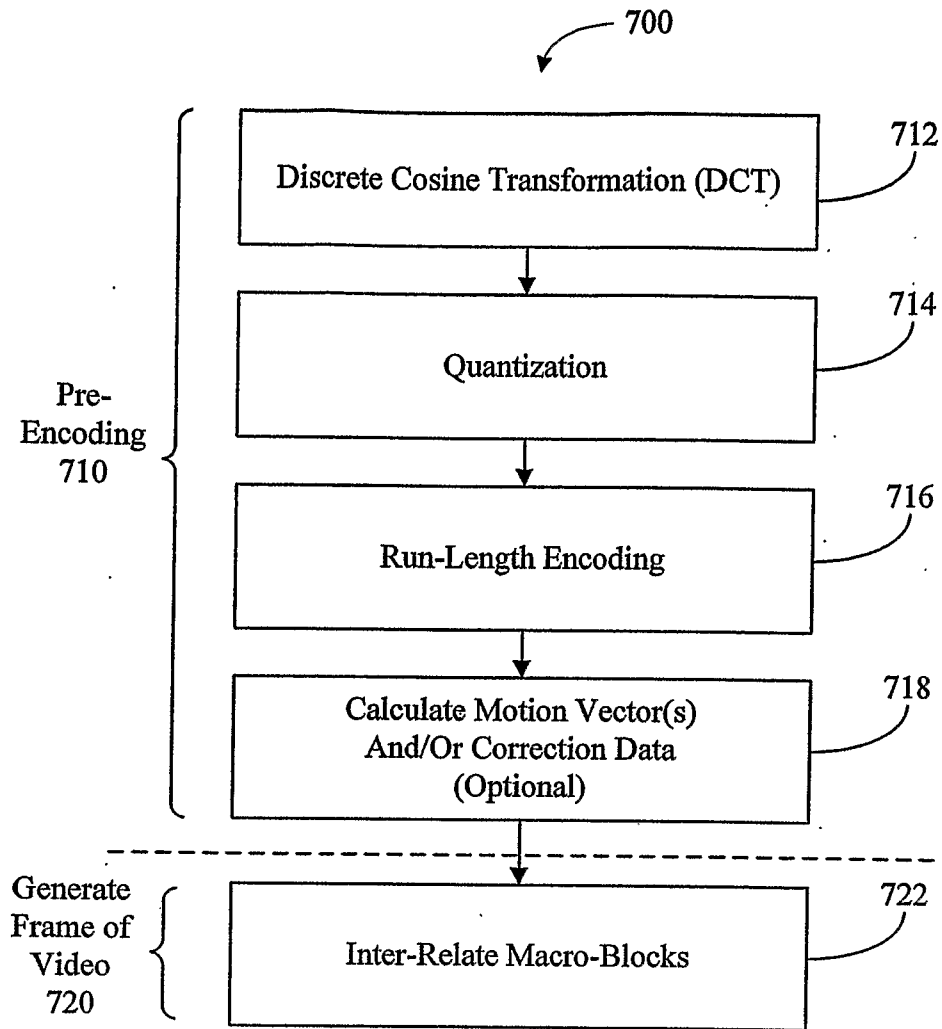 700
712
Discrete Cosine Transformation (DCT)
714
Quantization
Pre-
Encoding
710
716
Run-Length Encoding
718
Calculate Motion Vector(s)
And/Or Correction Data
(Optional)
Generate
Frame of
Video
720
722
Inter-Relate Macro-Blocks